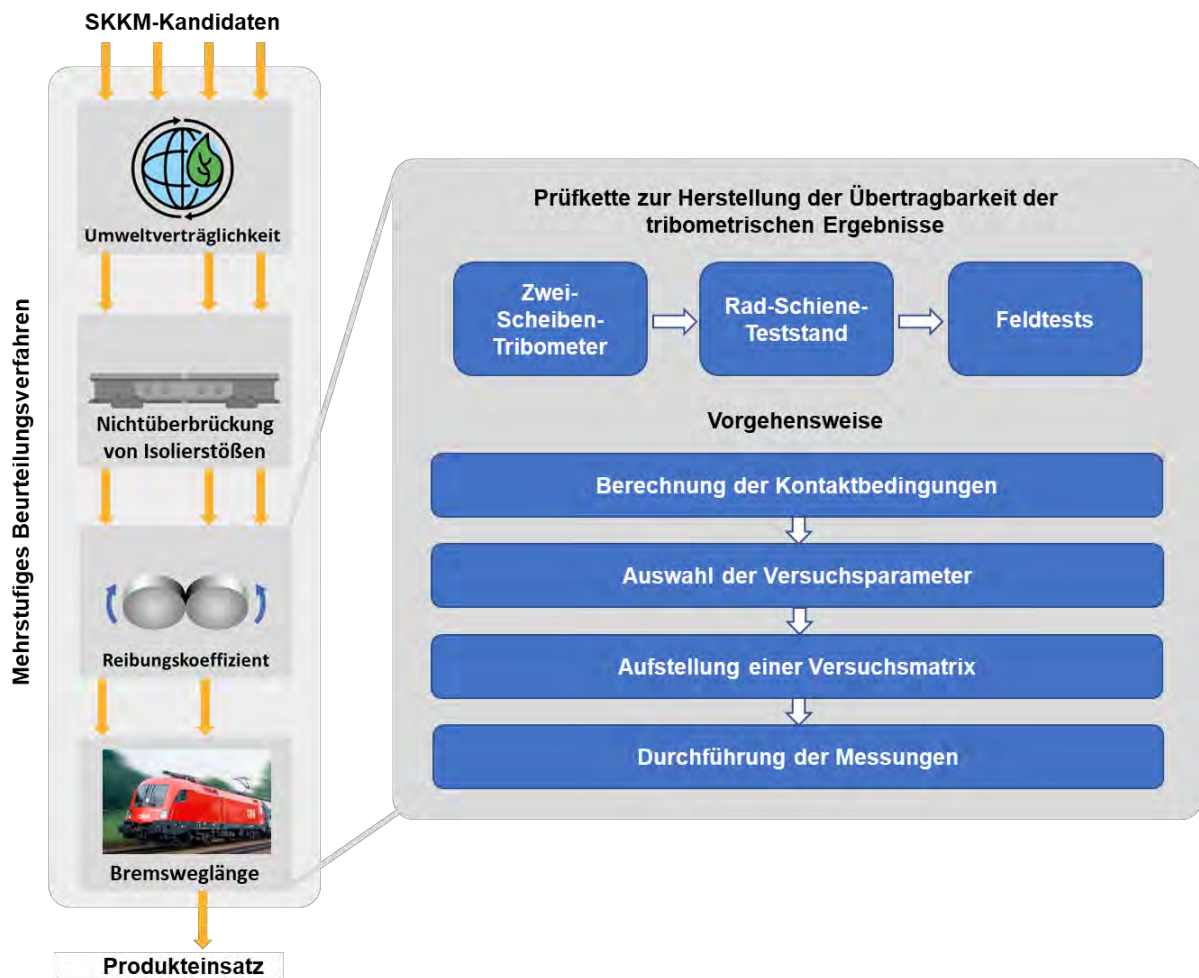 SKKM-Kandidaten
Mehrstufiges Beurteilungsverfahren
Umweltverträglichkeit
Nichtüberbrückung
von Isolierstößen
Reibungskoeffizient
Bremsweglänge
Produkteinsatz
Prüfkette zur Herstellung der Übertragbarkeit der
tribometrischen Ergebnisse
Zwei-
Scheiben-
Tribometer
Rad-Schiene-
Teststand
Feldtests
Vorgehensweise
Berechnung der Kontaktbedingungen
Auswahl der Versuchsparameter
Aufstellung einer Versuchsmatrix
Durchführung der Messungen